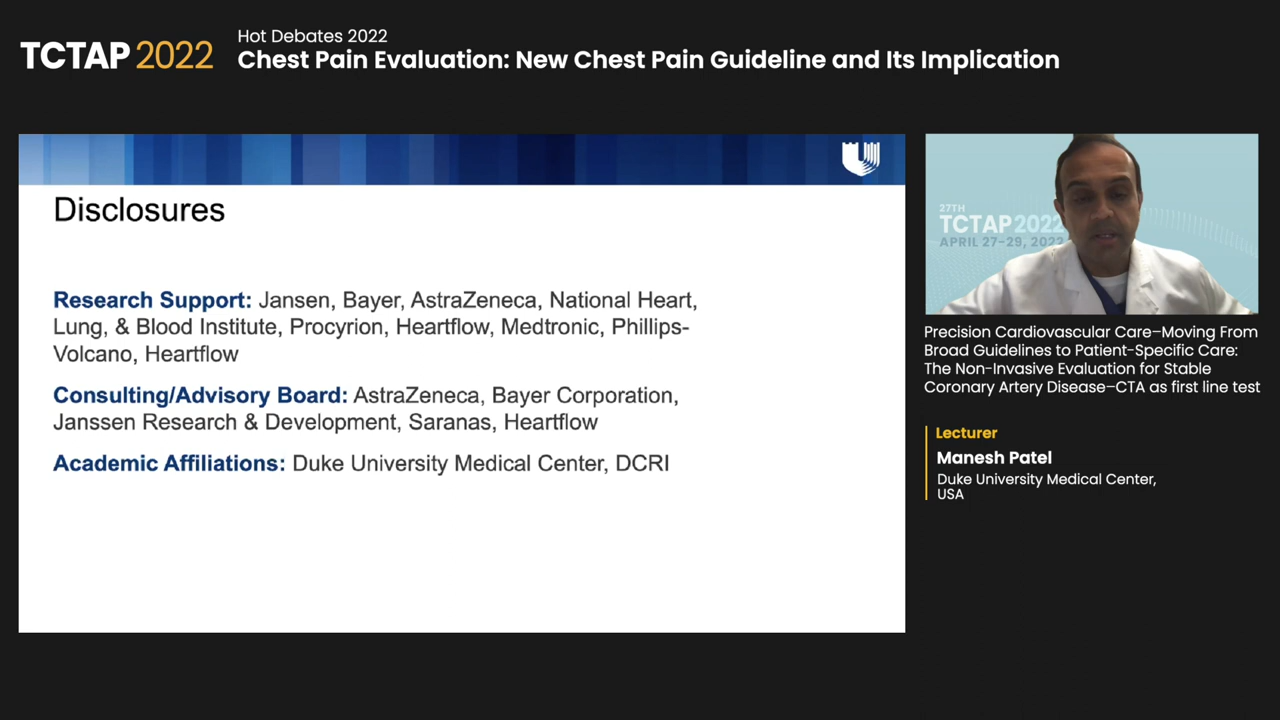 TCTAP 2022
Hot Debates 2022
Chest Pain Evaluation: New Chest Pain Guideline and Its Implication
Disclosures
Research Support: Jansen, Bayer, AstraZeneca, National Heart,
Lung, & Blood Institute, Procyrion, Heartflow, Medtronic, Phillips-
Volcano, Heartflow
Consulting/Advisory Board: AstraZeneca, Bayer Corporation,
Janssen Research & Development, Saranas, Heartflow
Academic Affiliations: Duke University Medical Center, DCRI
27TH
TCTAP 2022
APRIL 27-29, 2022
Precision Cardiovascular Care–Moving From
Broad Guidelines to Patient-Specific Care:
The Non-Invasive Evaluation for Stable
Coronary Artery Disease–CTA as first line test
Lecturer
Manesh Patel
Duke University Medical Center,
USA